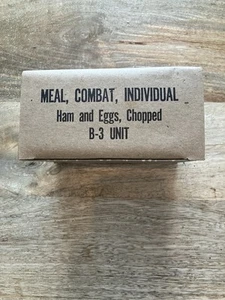 MEAL, COMBAT, INDIVIDUAL
Ham and Eggs, Chopped
B-3 UNIT